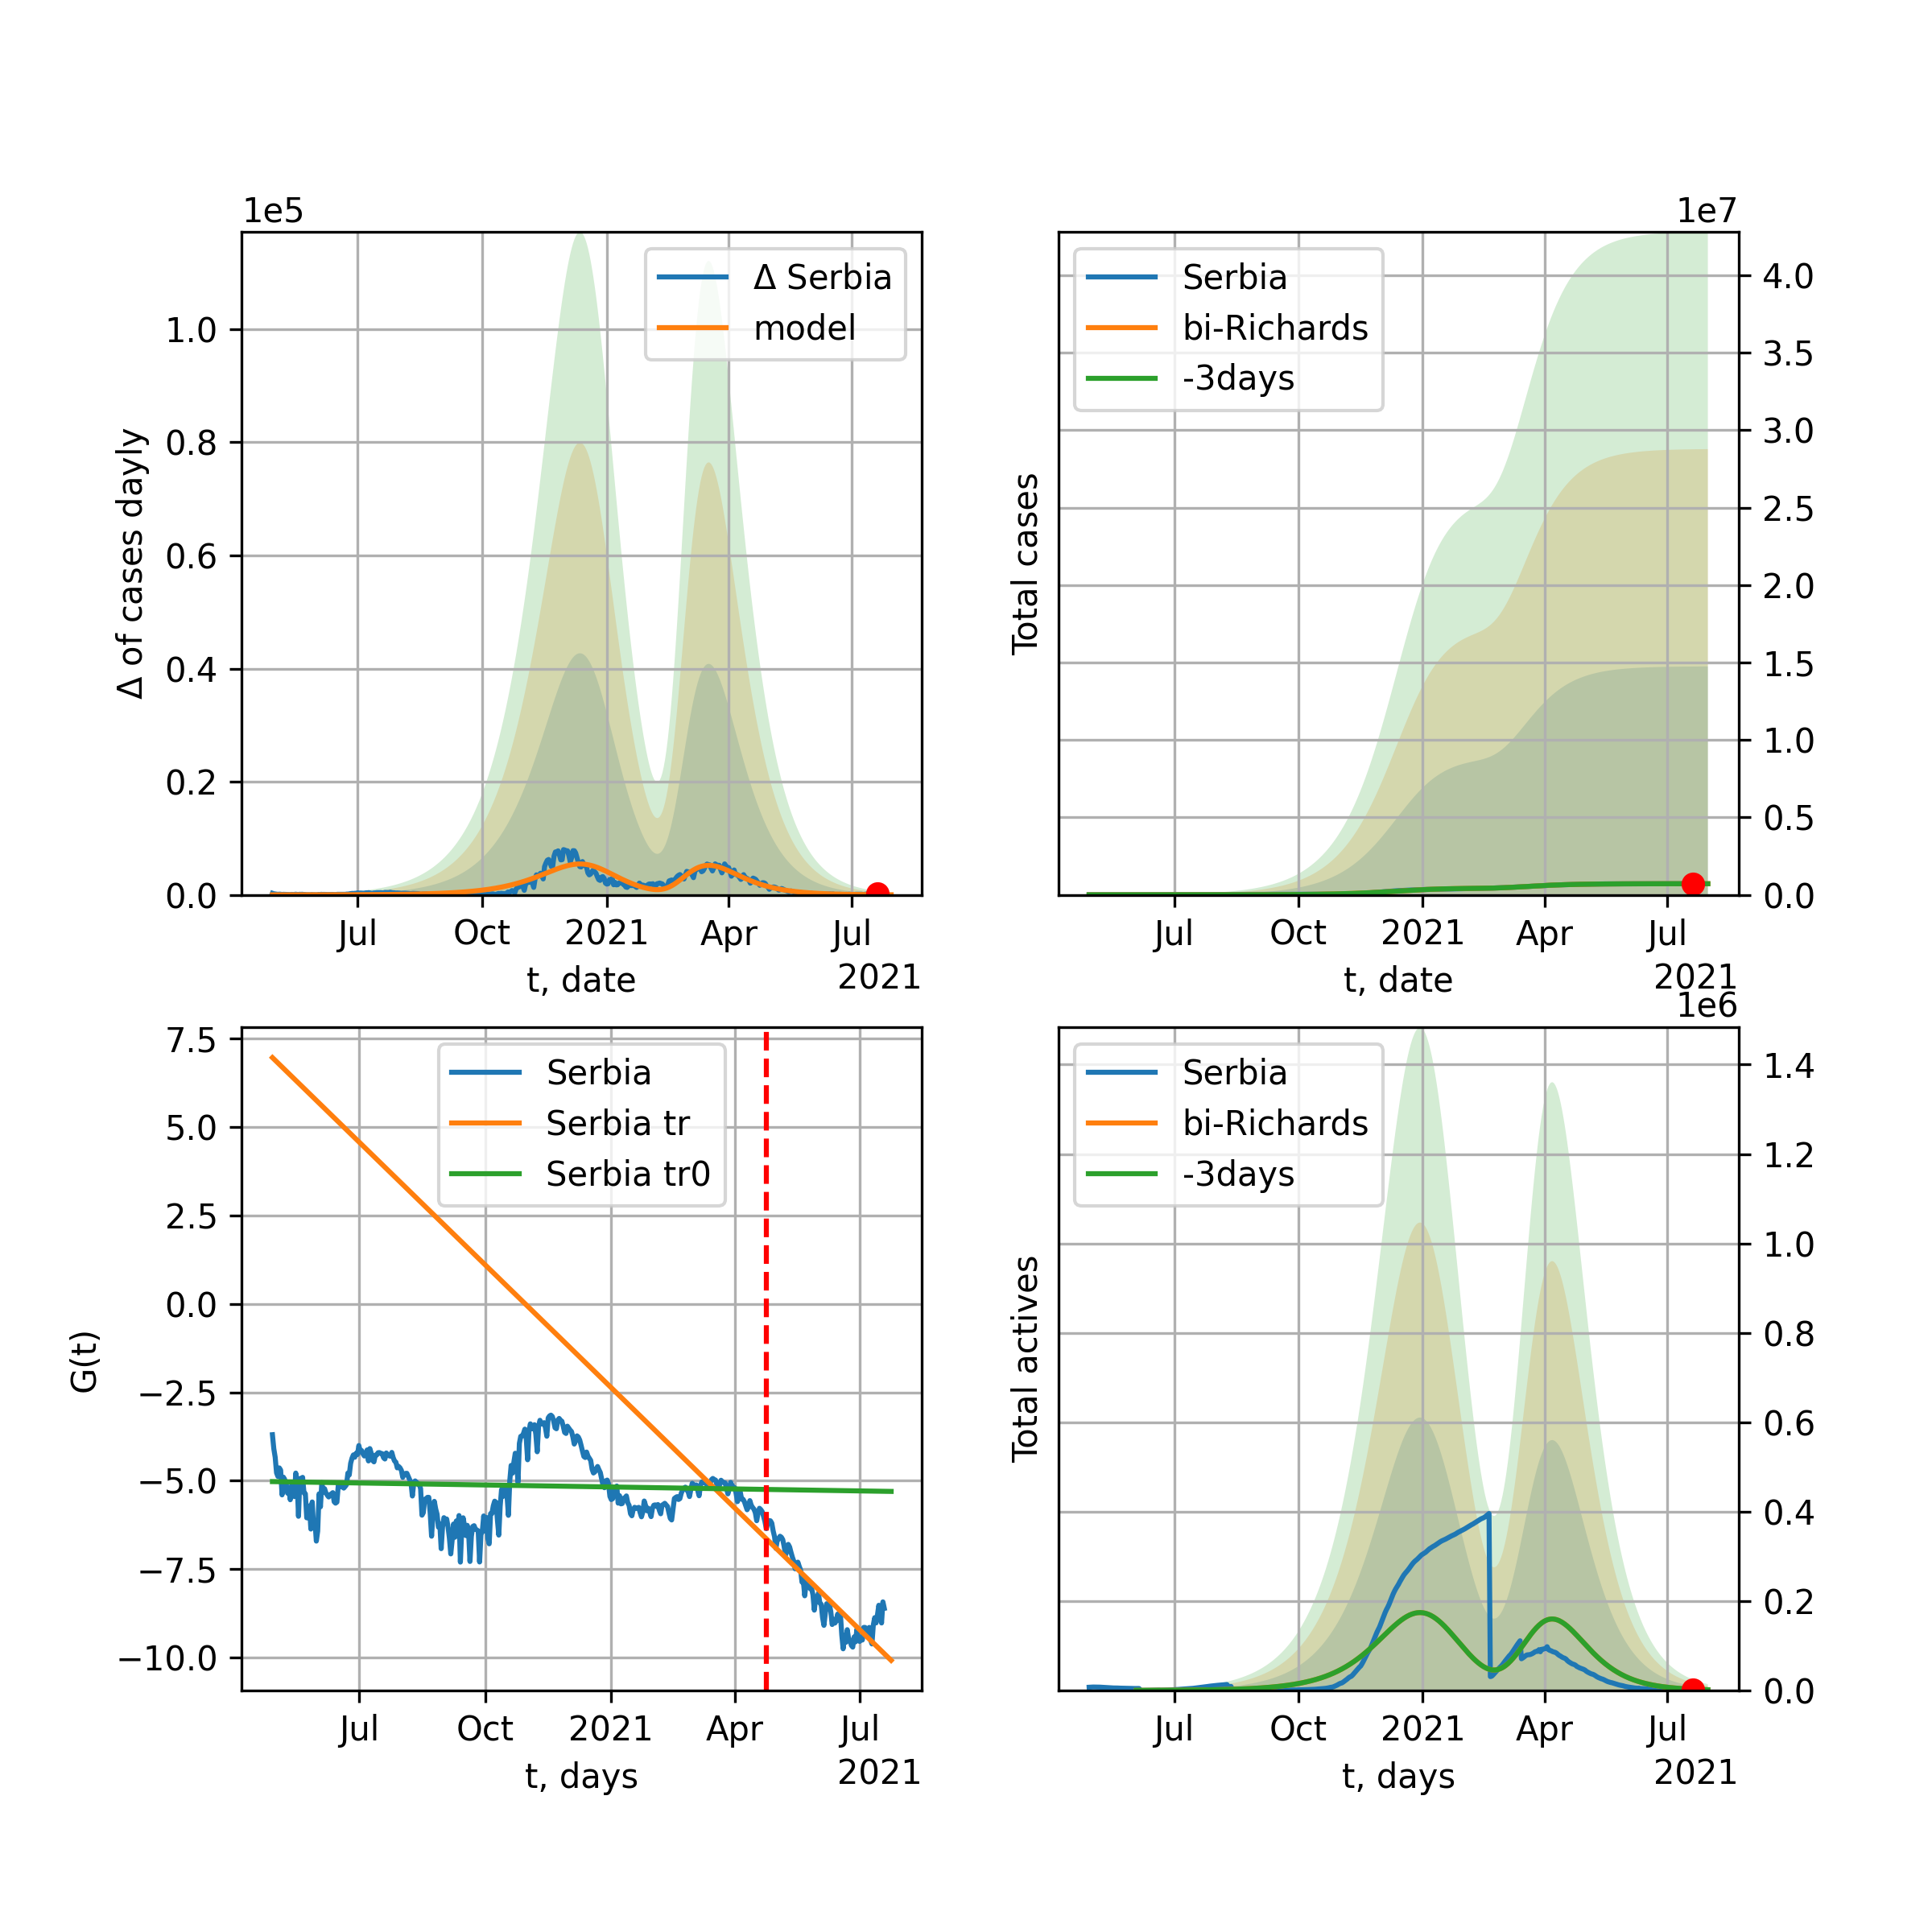 1e5
Δ Serbia
model
1.0
0.8
0.6
0.4
0.2
0.0
Δ of cases dayly
Jul
Oct
2021
Apr
Jul
t, date
2021
1e7
Serbia
bi-Richards
-3days
4.0
3.5
3.0
2.5
2.0
1.5
1.0
0.5
0.0
Total cases
Jul
Oct
2021
Apr
Jul
t, date
2021
7.5
5.0
2.5
0.0
−2.5
−5.0
−7.5
−10.0
G(t)
Serbia
Serbia tr
Serbia tr0
Jul
Oct
2021
Apr
Jul
t, days
2021
1e6
Serbia
bi-Richards
-3days
1.4
1.2
1.0
0.8
0.6
0.4
0.2
0.0
Total actives
Jul
Oct
2021
Apr
Jul
t, days
2021